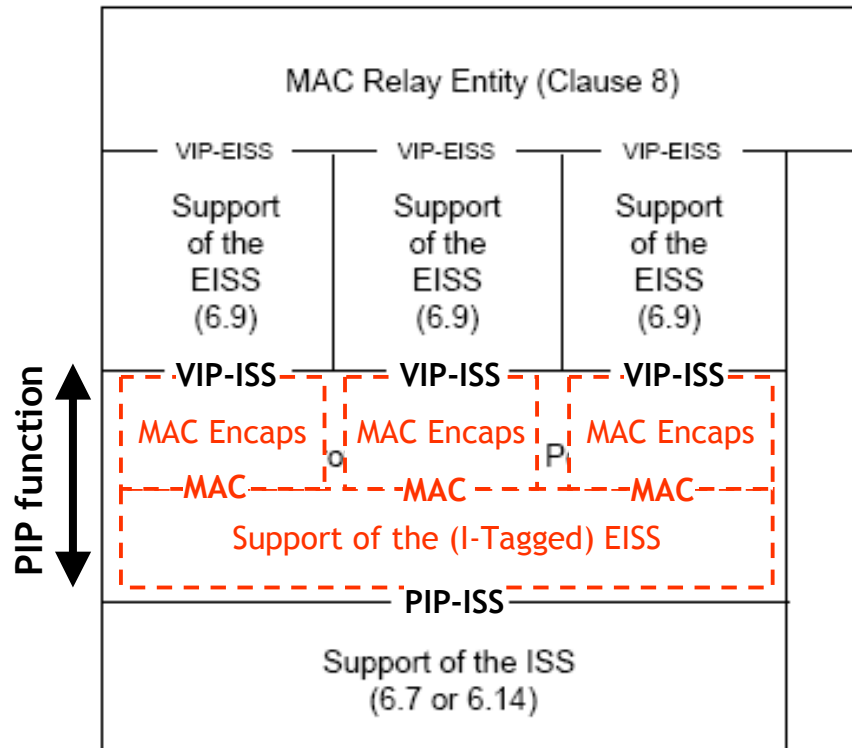 MAC Relay Entity (Clause 8)
VIP-EISS VIP-EISS VIP-EISS
Support Support Support
of the of the of the
EISS EISS EISS
(6.9) (6.9) (6.9)
VIP-ISS VIP-ISS VIP-ISS
MAC Encaps MAC Encaps MAC Encaps
MAC MAC MAC
Support of the (I-Tagged) EISS
PIP function
PIP-ISS
Support of the ISS
(6.7 or 6.14)